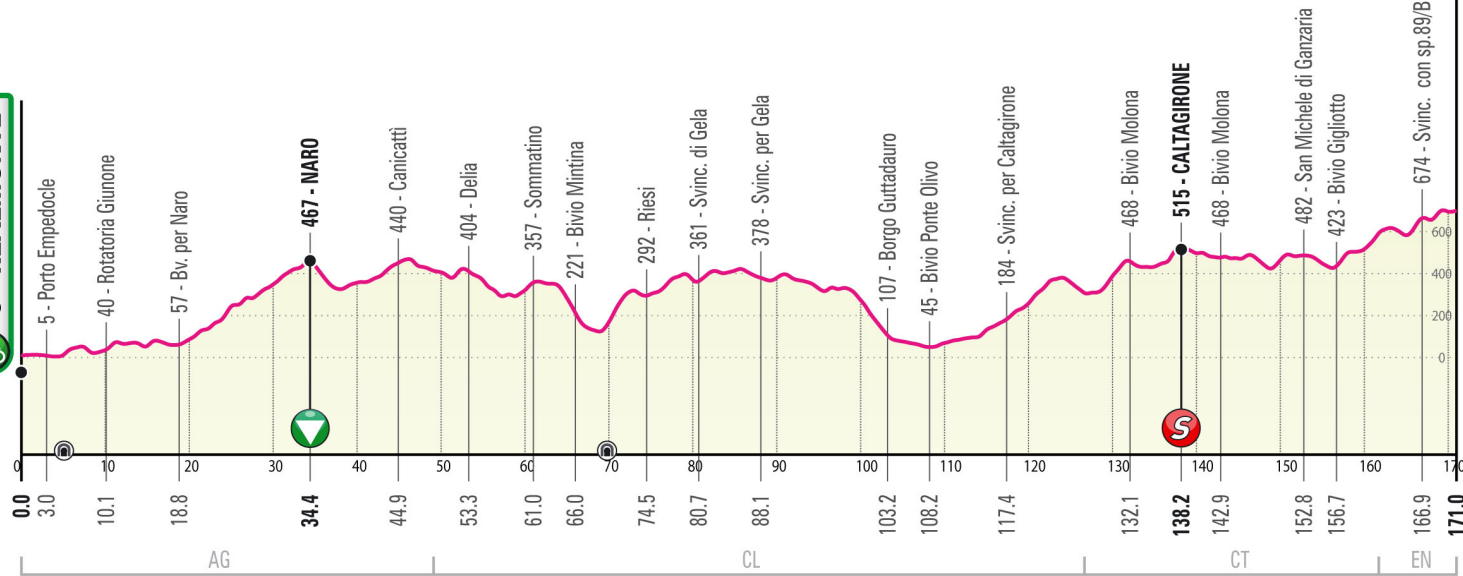 5 - Porto Empedocle
40 - Rotatoria Giunone
57 - Bv. per Naro
467 - NARO
440 - Canicattì
404 - Delia
357 - Sommatino
221 - Bivio Mintina
292 - Riesi
361 - Svinc. di Gela
378 - Svinc. per Gela
107 - Borgo Guttadauro
45 - Bivio Ponte Olivo
184 - Svinc. per Caltagirone
468 - Bivio Molona
515 - CALTAGIRONE
468 - Bivio Molona
482 - San Michele di Ganzaria
423 - Bivio Gigliotto
674 - Svinc. con sp.89/B
600
400
200
0
S
0 10 20 30 40 50 60 70 80 90 100 110 120 130 140 150 160 170
0.0 3.0 10.1 18.8 34.4 44.9 53.3 61.0 66.0 74.5 80.7 88.1 103.2 108.2 117.4 132.1 138.2 142.9 152.8 156.7 166.9 171.0
AG CL CT EN